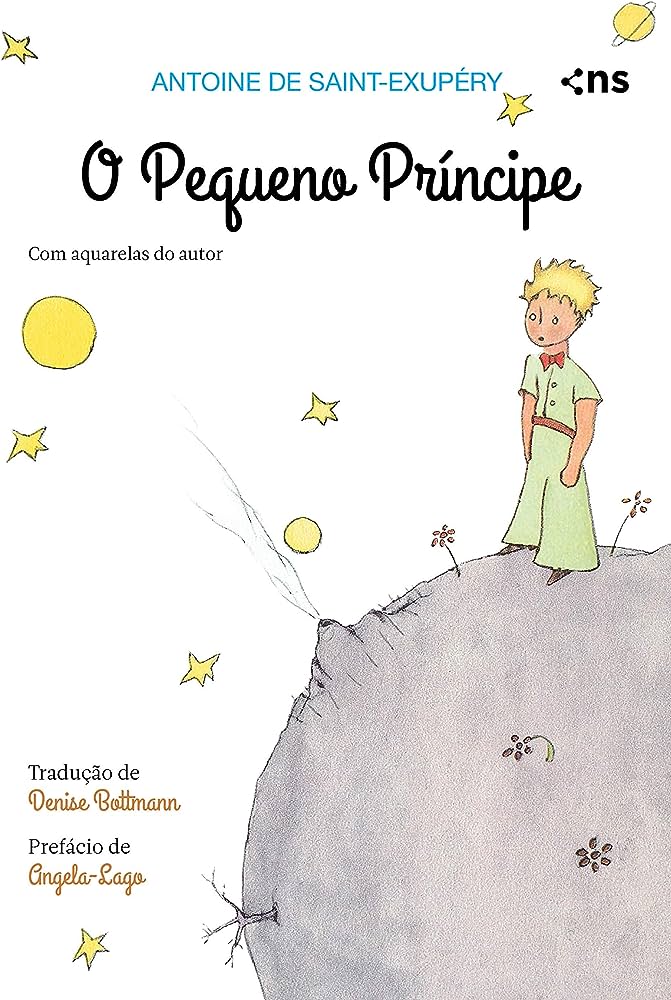 ANTOINE DE SAINT-EXUPÉRY
ns
O Pequeno Príncipe
Com aquarelas do autor
Tradução de
Denise Bottmann
Prefácio de
Angela-Lago